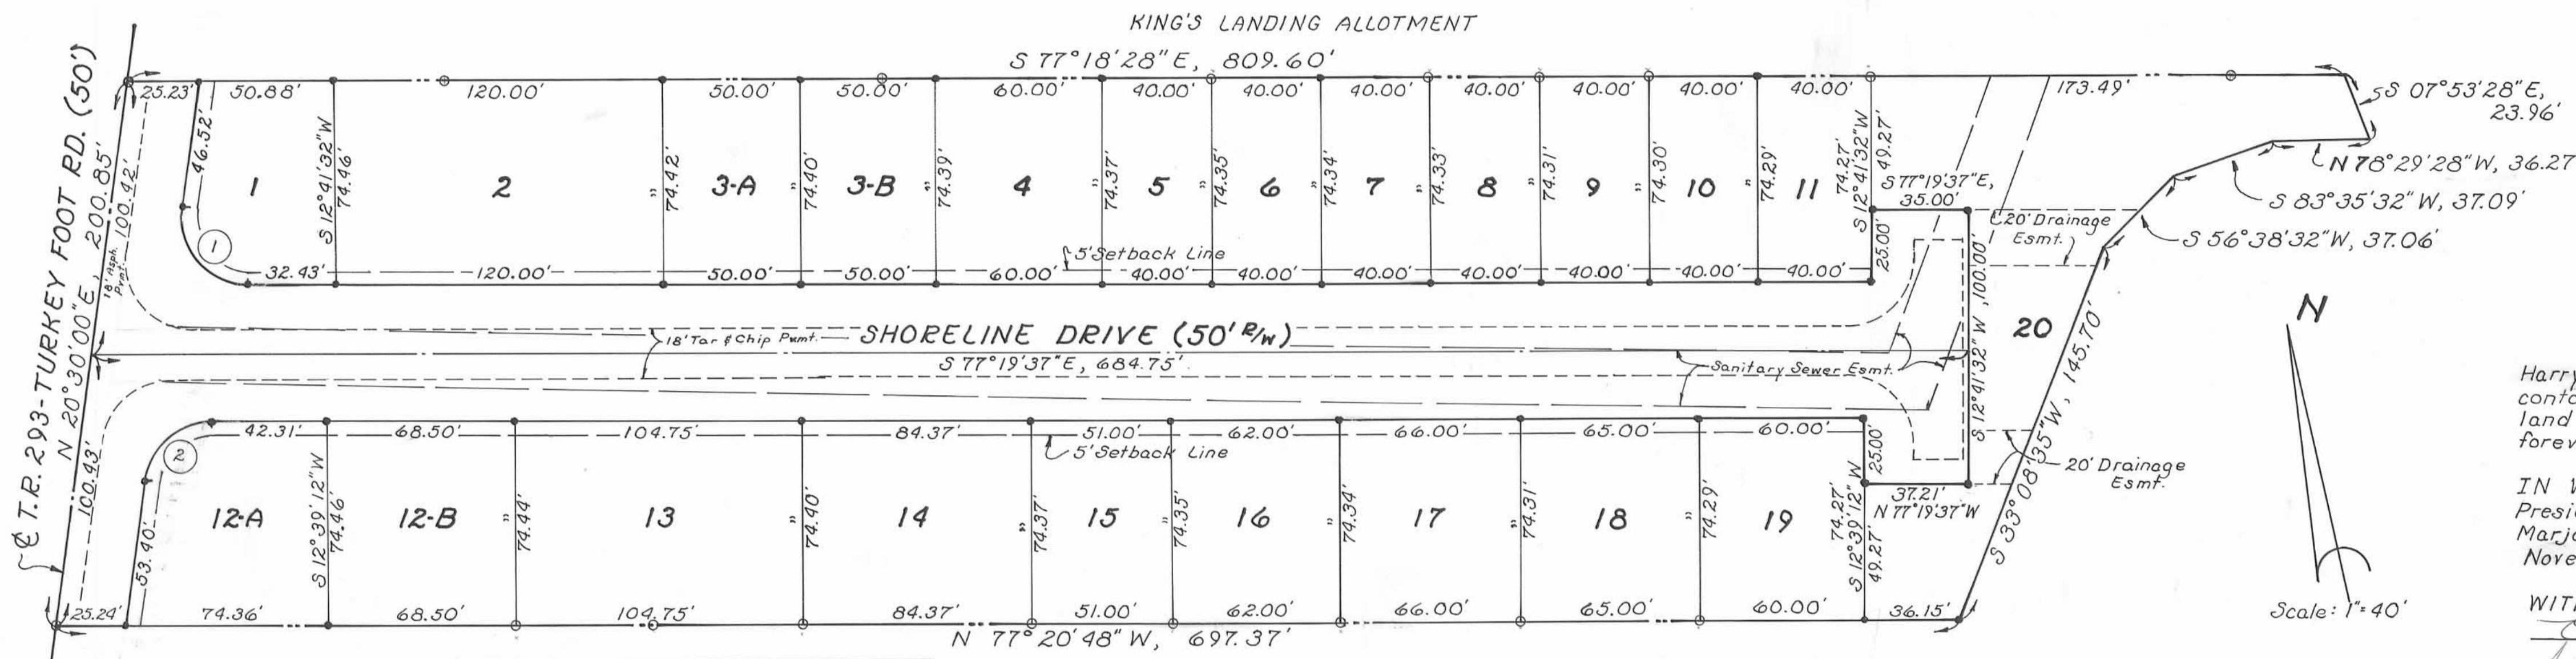 KING'S LANDING ALLOTMENT
S 77°18'28"E, 809.60'
25.23' 50.88' 120.00' 50.00' 50.00' 60.00' 40.00' 40.00' 40.00' 40.00' 40.00' 40.00' 40.00' 173.49'
S 07°53'28"E,
23.96'
N 78°29'28"W, 36.27
S 83°35'32"W, 37.09'
S 56°38'32"W, 37.06'
℄ T.R. 293-TURKEY FOOT RD. (50')
N 20°30'00"E, 200.85'
100.42'
18' Asph.
Pvmt.
46.52'
1
S 12°41'32"W
74.46'
2
" 74.42'
3-A
" 74.40'
3-B
" 74.39'
4
" 74.37'
5
" 74.35'
6
" 74.34'
7
" 74.33'
8
" 74.31'
9
" 74.30'
10
" 74.29'
11
74.27'
S 12°41'32"W
49.27'
S 77°19'37"E,
35.00'
25.00'
20' Drainage
Esmt.
1
5' Setback Line
32.43' 120.00' 50.00' 50.00' 60.00' 40.00' 40.00' 40.00' 40.00' 40.00' 40.00' 40.00'
18' Tar & Chip Pvmt.
SHORELINE DRIVE (50' R/W)
S 77°19'37"E, 684.75'
Sanitary Sewer Esmt.
S 12°41'32"W, 100.00'
20
S 33°08'35"W, 145.70'
N
Scale: 1"=40'
42.31' 68.50' 104.75' 84.37' 51.00' 62.00' 66.00' 65.00' 60.00'
5' Setback Line
2
100.43'
53.40'
12-A
S 12°39'12"W
74.46'
12-B
" 74.44'
13
" 74.40'
14
" 74.37'
15
" 74.35'
16
" 74.34'
17
" 74.31'
18
" 74.29'
19
74.27'
S 12°39'12"W
49.27'
25.00'
37.21'
N 77°19'37"W
20' Drainage
Esmt.
25.24' 74.36' 68.50' 104.75' 84.37' 51.00' 62.00' 66.00' 65.00' 60.00' 36.15'
N 77°20'48"W, 697.37'
Harry
conta
land
forev
IN W
Presi
Marjo
Nove
WIT